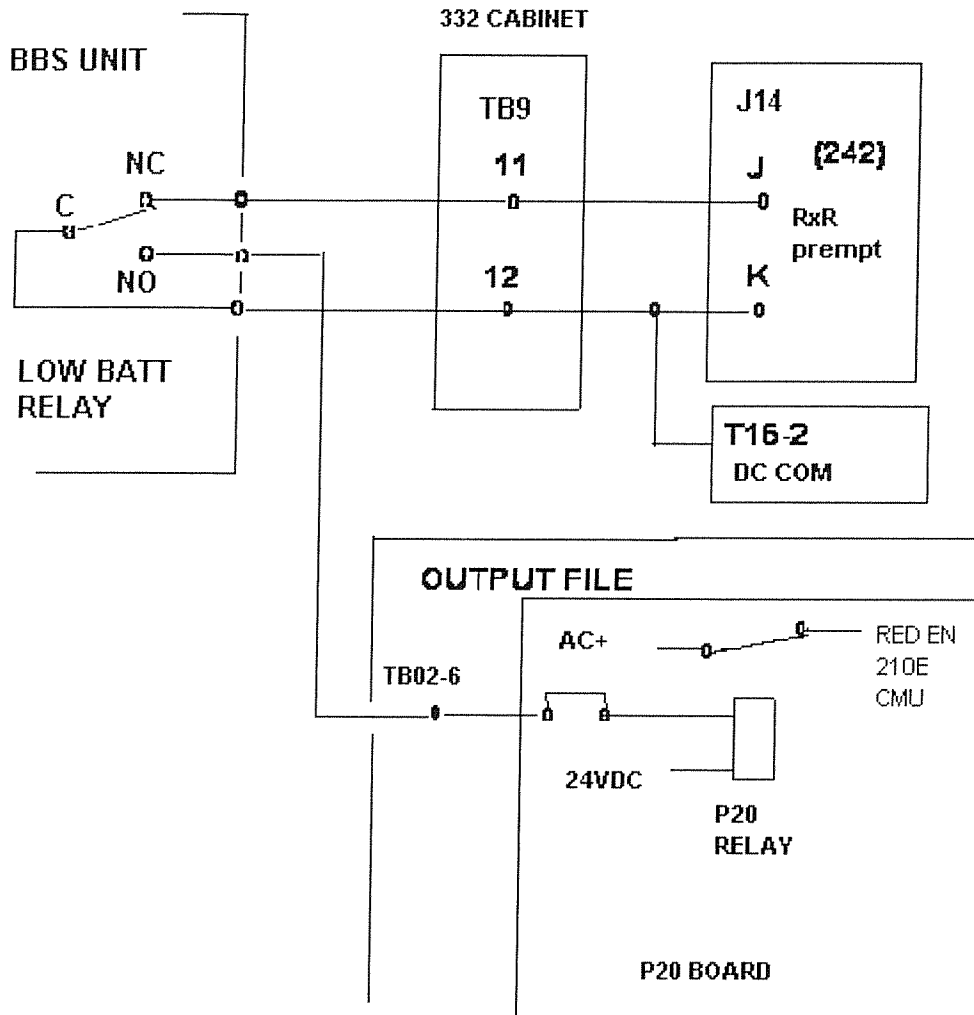 332 CABINET
BBS UNIT
TB9
J14
(242)
NC
11
J
C
RxR
prempt
NO
12
K
LOW BATT
RELAY
T16-2
DC COM
OUTPUT FILE
AC+
RED EN
210E
CMU
TB02-6
24VDC
P20
RELAY
P20 BOARD